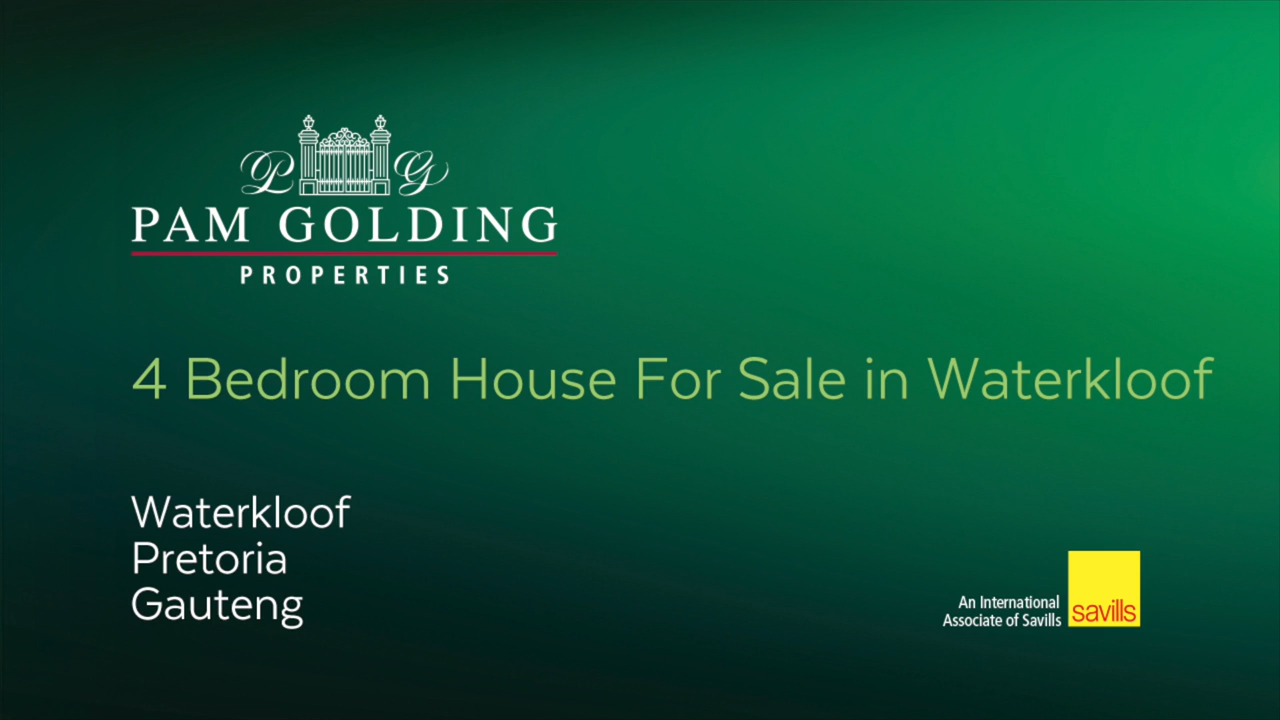 P G
PAM GOLDING
PROPERTIES
4 Bedroom House For Sale in Waterkloof
Waterkloof
Pretoria
Gauteng
An International
Associate of Savills
savills